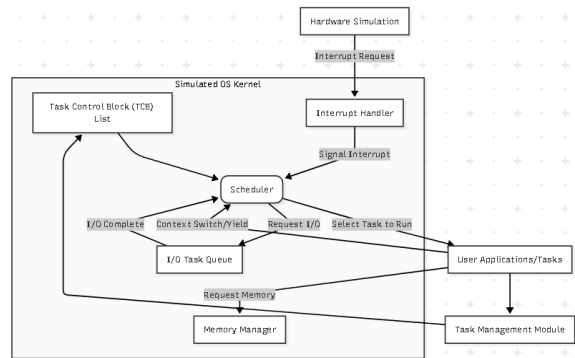 Hardware Simulation
Interrupt Request
Simulated OS Kernel
Task Control Block (TCB)
List
Interrupt Handler
Signal Interrupt
Scheduler
I/O Complete
Context Switch/Yield
Request I/O
Select Task to Run
I/O Task Queue
User Applications/Tasks
Request Memory
Memory Manager
Task Management Module